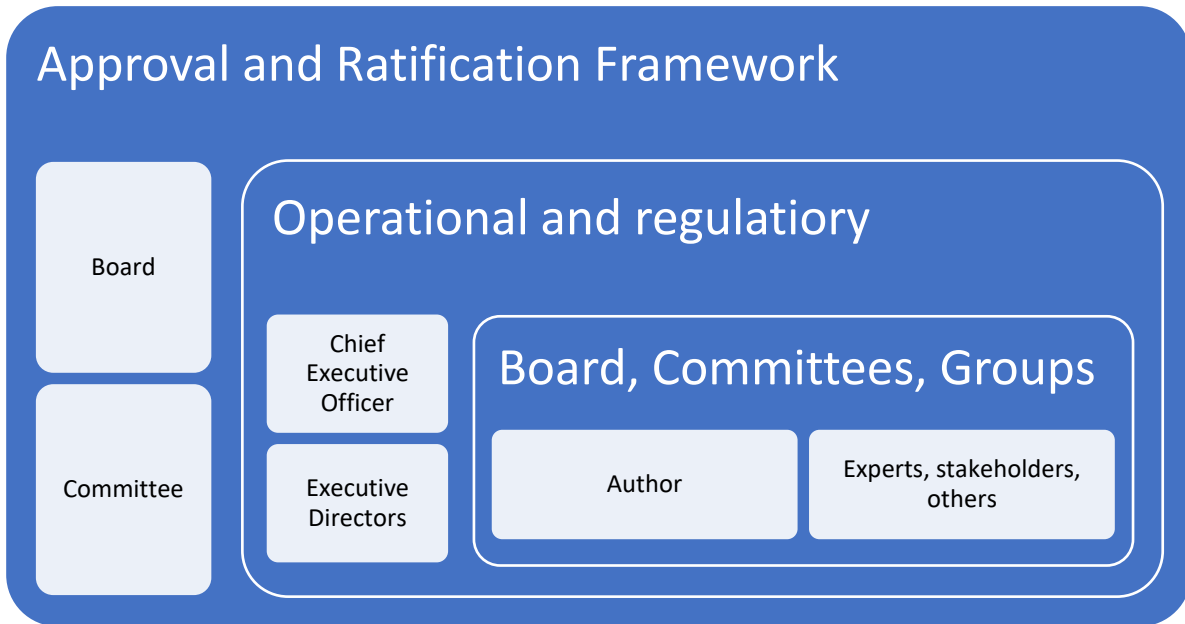 Approval and Ratification Framework
Board
Committee
Operational and regulatiory
Chief
Executive
Officer
Executive
Directors
Board, Committees, Groups
Author
Experts, stakeholders,
others